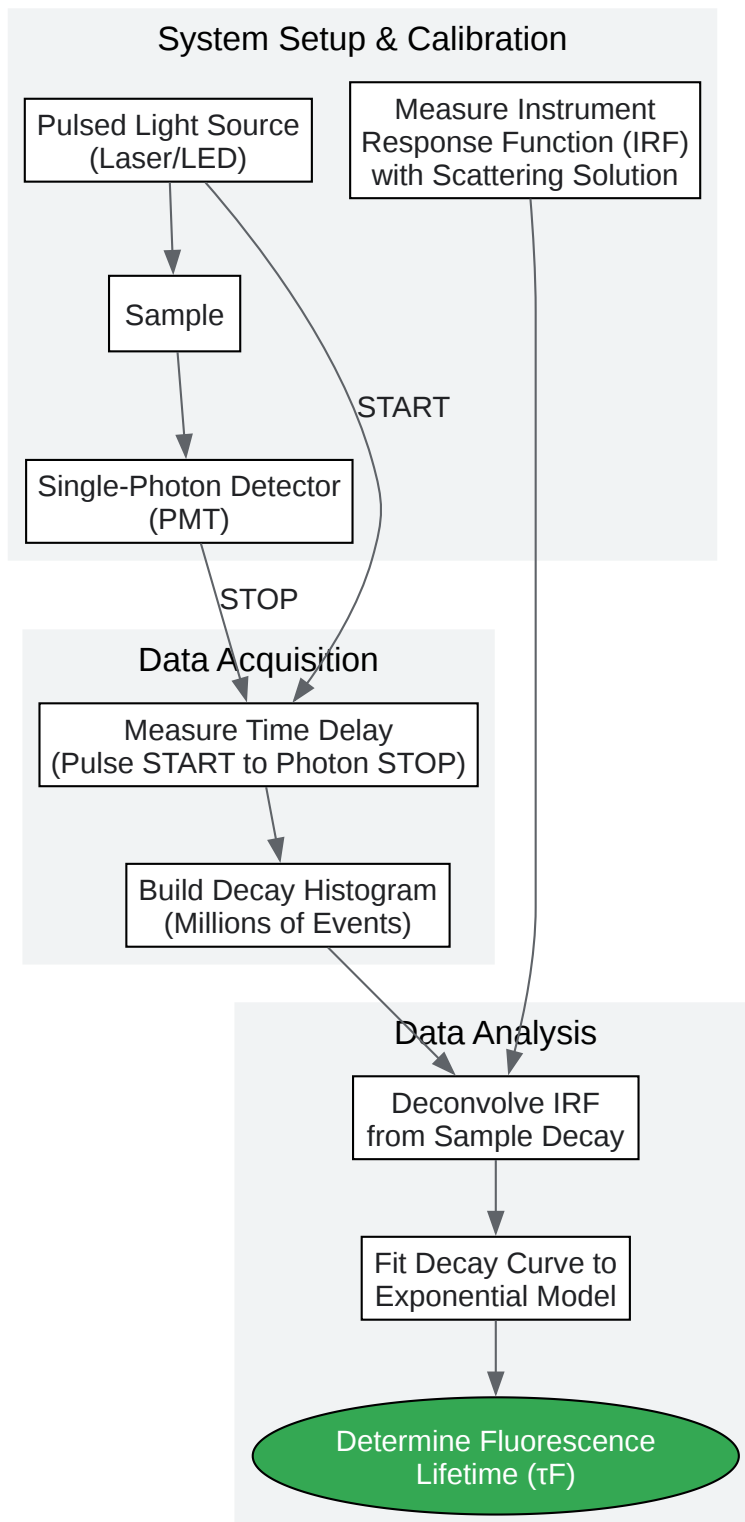 System Setup & Calibration
Pulsed Light Source
(Laser/LED)
Measure Instrument
Response Function (IRF)
with Scattering Solution
Sample
START
Single-Photon Detector
(PMT)
STOP
Data Acquisition
Measure Time Delay
(Pulse START to Photon STOP)
Build Decay Histogram
(Millions of Events)
Data Analysis
Deconvolve IRF
from Sample Decay
Fit Decay Curve to
Exponential Model
Determine Fluorescence
Lifetime (τF)